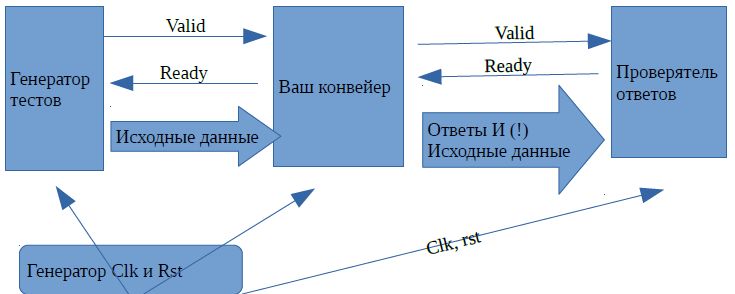 Valid
Valid
Ready
Ready
Генератор
тестов
Ваш конвейер
Проверятель
ответов
Исходные данные
Ответы И (!)
Исходные данные
Clk, rst
Генератор Clk и Rst